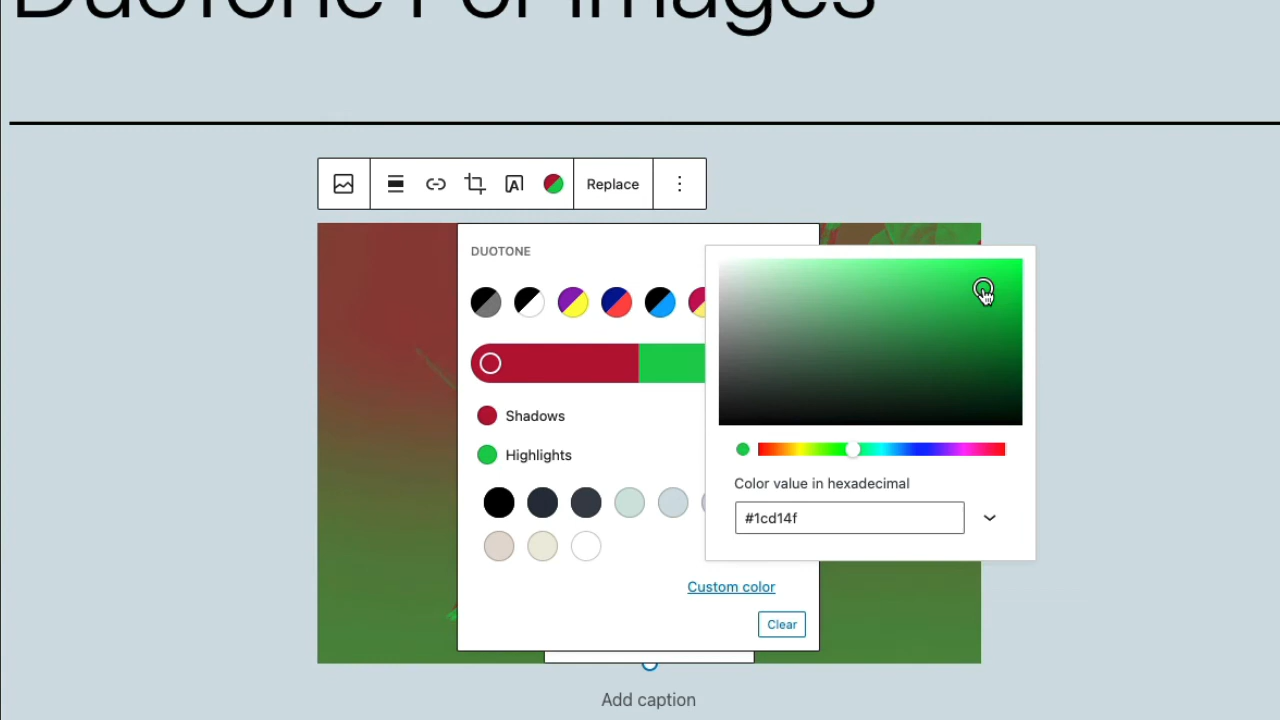 Duotone For Images
Replace
DUOTONE
Shadows
Highlights
Color value in hexadecimal
#1cd14f
Custom color
Clear
Add caption